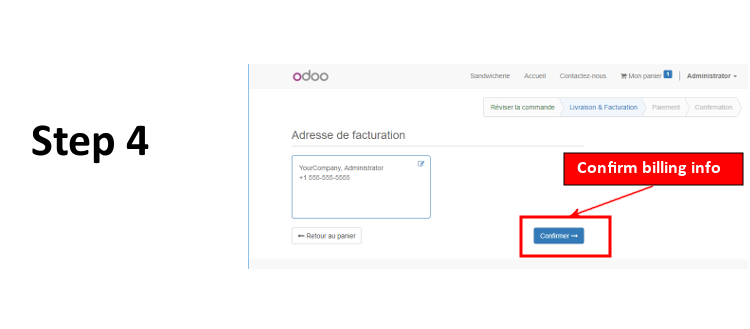 Step 4
odoo
Sandwicherie Accueil Contactez-nous Mon panier 1 Administrator
Réviser la commande Livraison & Facturation Paiement Confirmation
Adresse de facturation
YourCompany, Administrator
+1 555-555-5555
Confirm billing info
← Retour au panier
Confirmer →